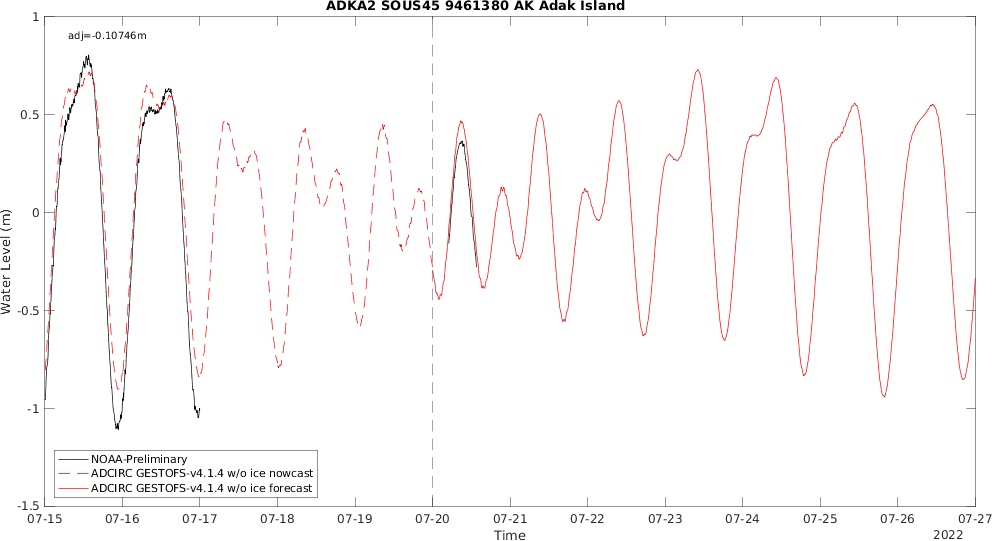 ADKA2 SOUS45 9461380 AK Adak Island
adj=-0.10746m
Water Level (m)
1
0.5
0
-0.5
-1
-1.5
NOAA-Preliminary
ADCIRC GESTOFS-v4.1.4 w/o ice nowcast
ADCIRC GESTOFS-v4.1.4 w/o ice forecast
07-15 07-16 07-17 07-18 07-19 07-20 07-21 07-22 07-23 07-24 07-25 07-26 07-27
Time
2022